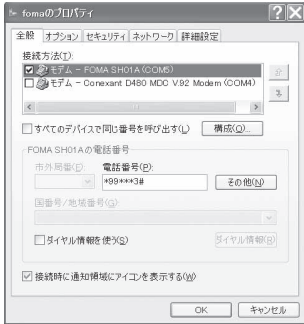 fomaのプロパティ
全般 オプション セキュリティ ネットワーク 詳細設定
接続方法(T):
モデム - FOMA SH01A (COM5)
モデム - Conexant D480 MDC V.92 Modem (COM4)
すべてのデバイスで同じ番号を呼び出す(L) 構成(O)...
FOMA SH01Aの電話番号
市外局番(E): 電話番号(P):
*99***3# その他(N)
国番号/地域番号(G):
ダイヤル情報を使う(S) ダイヤル情報(R)
接続時に通知領域にアイコンを表示する(W)
OK キャンセル